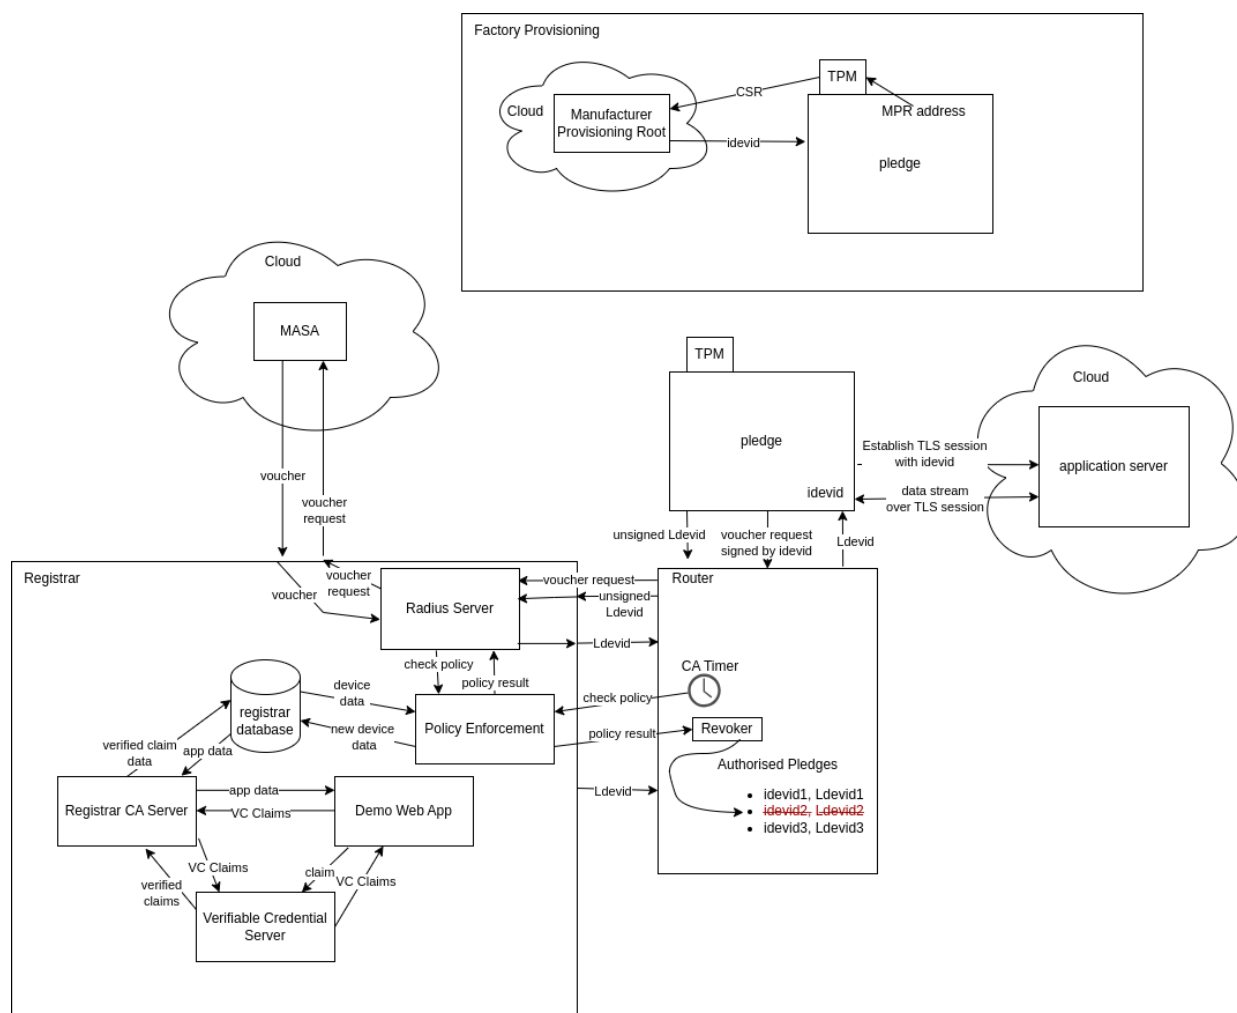 Factory Provisioning
TPM
Cloud
CSR
MPR address
Manufacturer
Provisioning Root
idevid
pledge
Cloud
MASA
voucher
voucher
request
TPM
pledge
idevid
Cloud
Establish TLS session
with idevid
application server
data stream
over TLS session
unsigned Ldevid
voucher request
signed by idevid
Ldevid
Registrar
voucher
request
voucher
Radius Server
voucher request
unsigned
Ldevid
Ldevid
Router
check policy
policy result
CA Timer
device
data
registrar
database
new device
data
Policy Enforcement
check policy
policy result
Revoker
verified claim
data
app data
Authorised Pledges
Registrar CA Server
app data
VC Claims
Demo Web App
Ldevid
idevid1, Ldevid1
idevid2, Ldevid2
idevid3, Ldevid3
VC Claims
verified
claims
claim
VC Claims
Verifiable Credential
Server